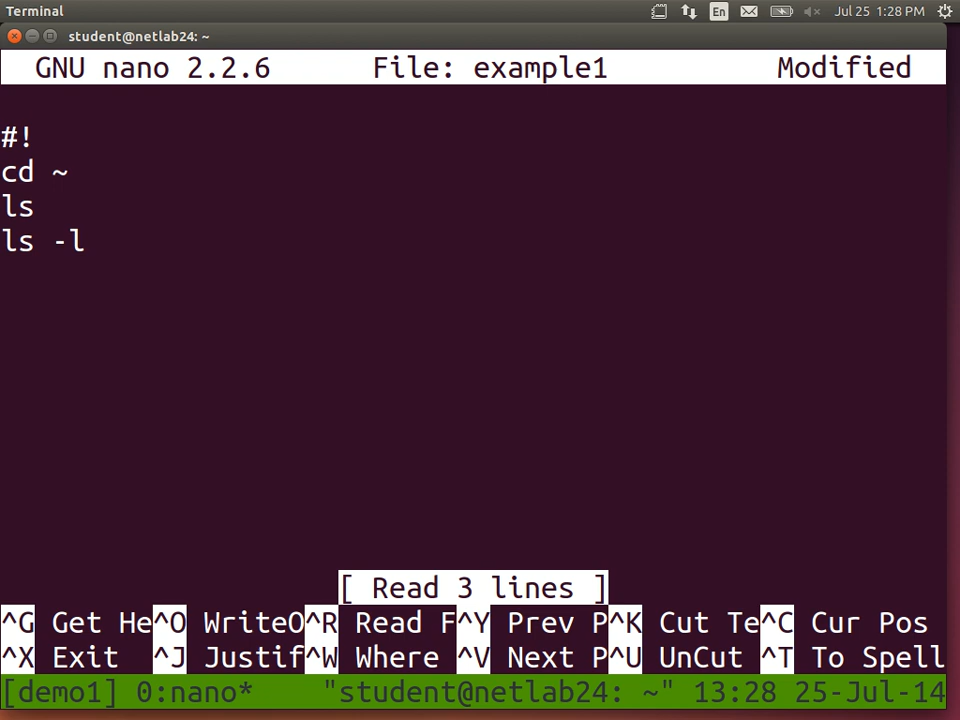 Terminal
En
Jul 25 1:28 PM
student@netlab24: ~
GNU nano 2.2.6 File: example1 Modified
#!
cd ~
ls
ls -l
[ Read 3 lines ]
^G Get He^O WriteO^R Read F^Y Prev P^K Cut Te^C Cur Pos
^X Exit ^J Justif^W Where ^V Next P^U UnCut ^T To Spell
[demo1] 0:nano* "student@netlab24: ~" 13:28 25-Jul-14